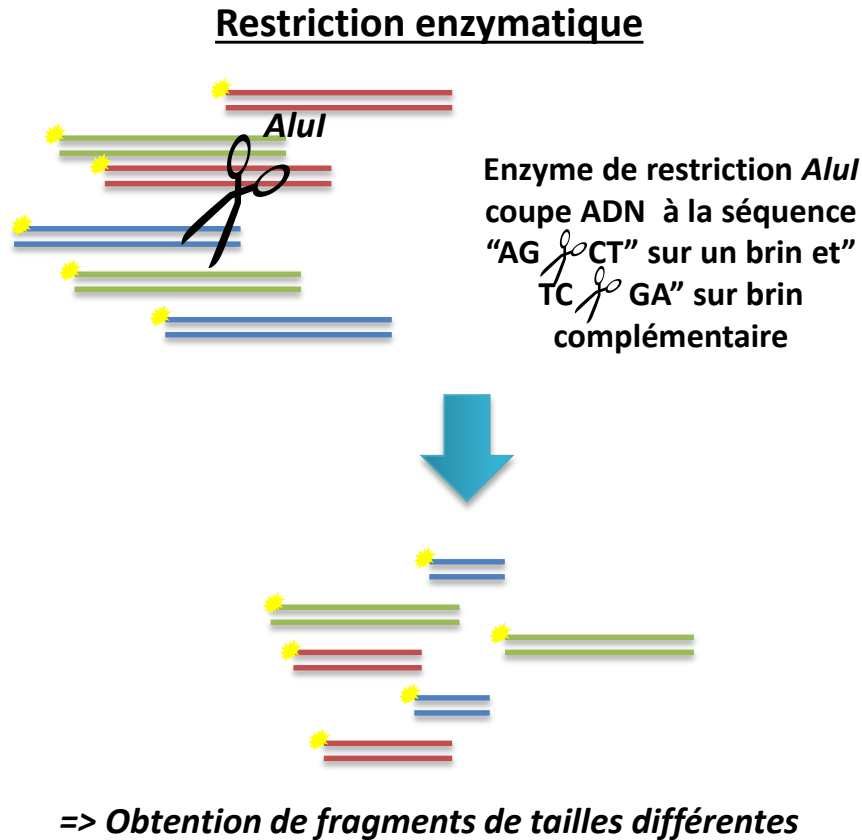 Restriction enzymatique
AluI
Enzyme de restriction AluI
coupe ADN à la séquence
“AG CT” sur un brin et”
TC GA” sur brin
complémentaire
=> Obtention de fragments de tailles différentes